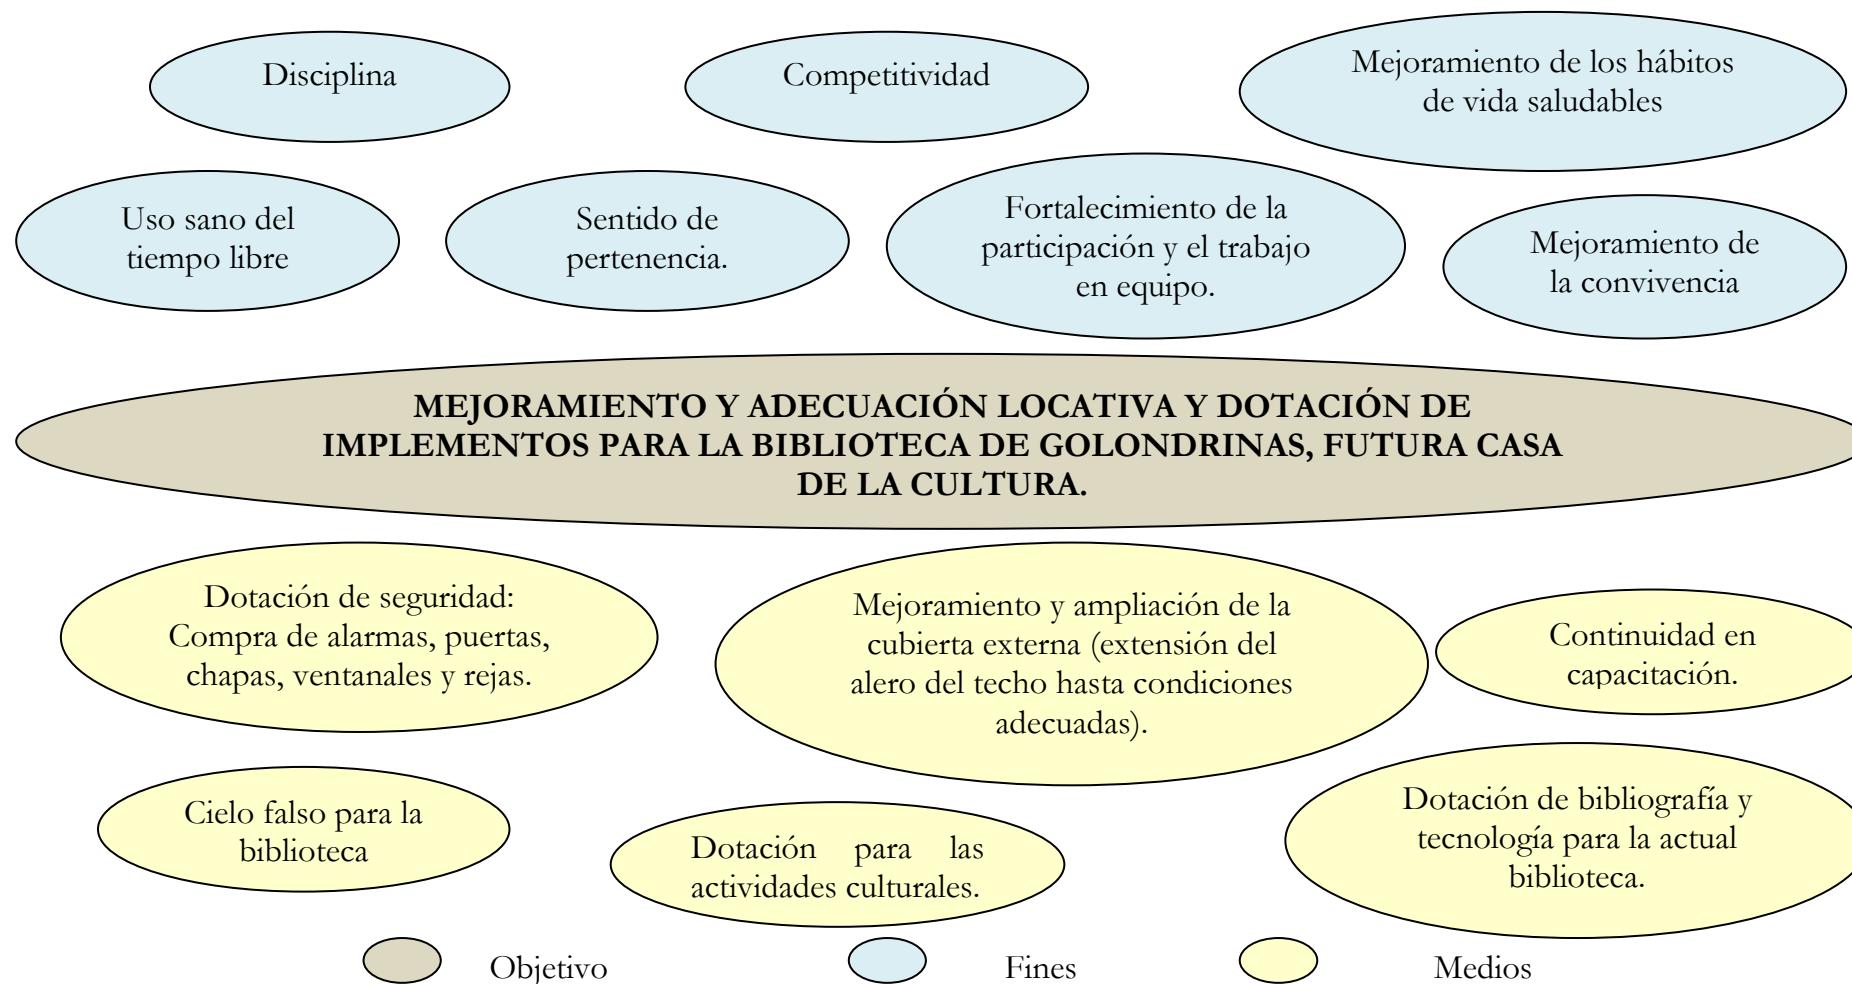 Disciplina
Competitividad
Mejoramiento de los hábitos
de vida saludables
Uso sano del
tiempo libre
Sentido de
pertenencia.
Fortalecimiento de la
participación y el trabajo
en equipo.
Mejoramiento de
la convivencia
MEJORAMIENTO Y ADECUACIÓN LOCATIVA Y DOTACIÓN DE
IMPLEMENTOS PARA LA BIBLIOTECA DE GOLONDRINAS, FUTURA CASA
DE LA CULTURA.
Dotación de seguridad:
Compra de alarmas, puertas,
chapas, ventanales y rejas.
Mejoramiento y ampliación de la
cubierta externa (extensión del
alero del techo hasta condiciones
adecuadas).
Continuidad en
capacitación.
Cielo falso para la
biblioteca
Dotación para las
actividades culturales.
Dotación de bibliografía y
tecnología para la actual
biblioteca.
Objetivo
Fines
Medios